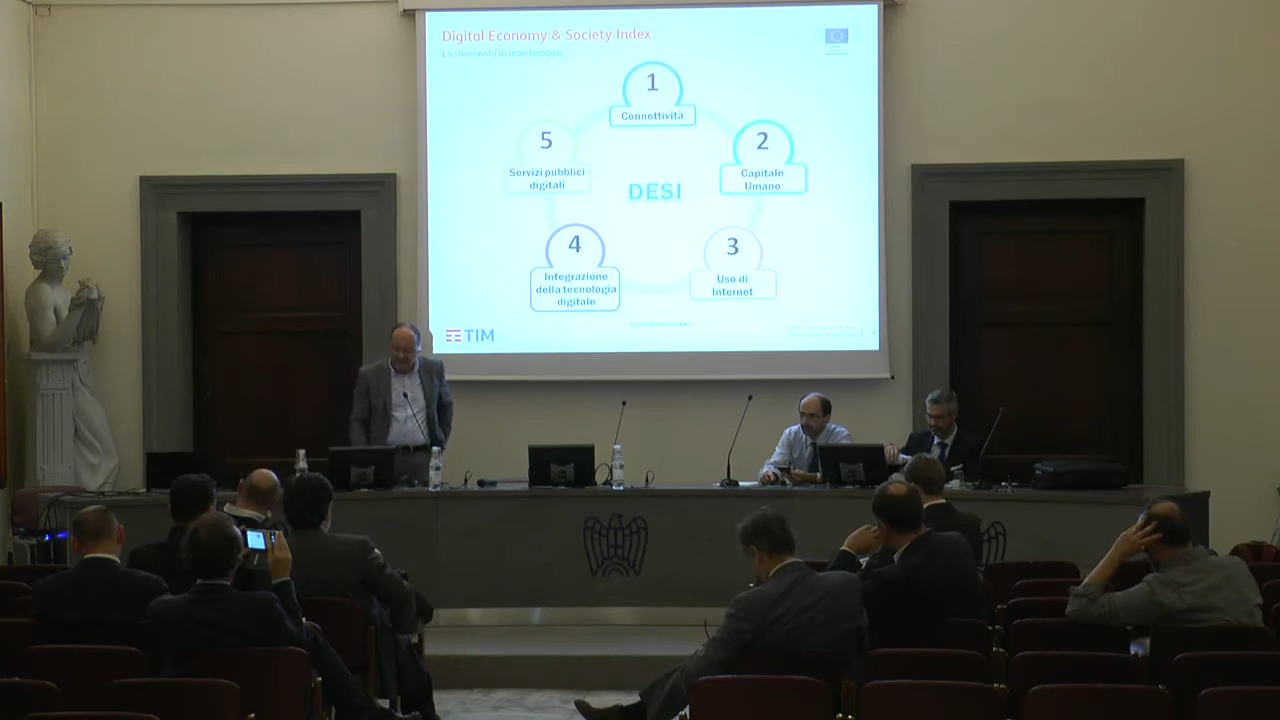 Digital Economy & Society Index
Lo strumento di monitoraggio
1
Connettività
2
Capitale
Umano
3
Uso di
Internet
4
Integrazione
della tecnologia
digitale
5
Servizi pubblici
digitali
DESI
TIM